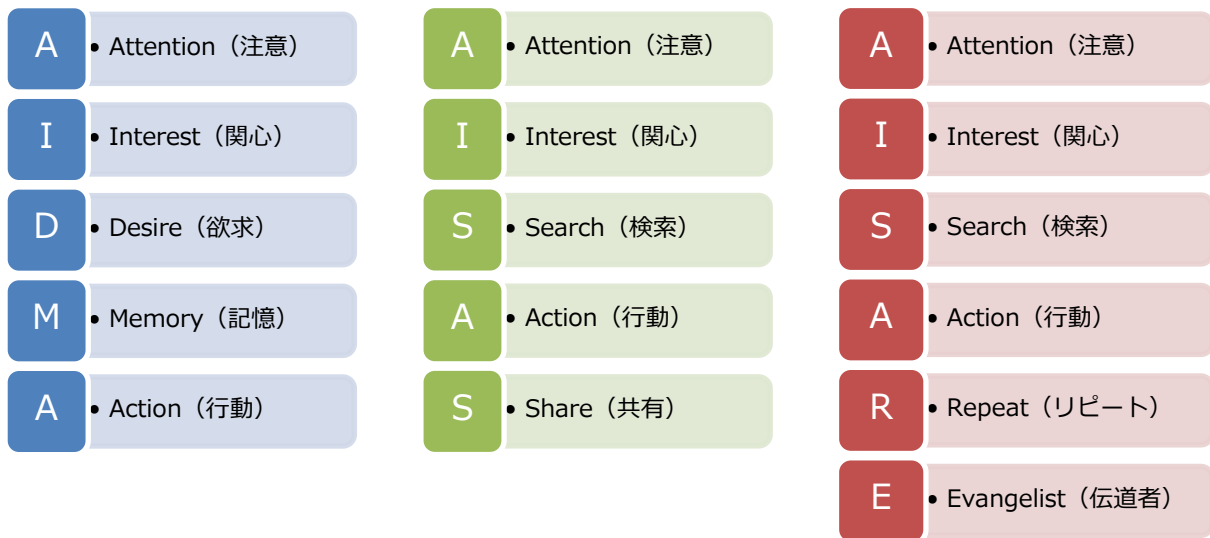 A
• Attention（注意）
I
• Interest（関心）
D
• Desire（欲求）
M
• Memory（記憶）
A
• Action（行動）
A
• Attention（注意）
I
• Interest（関心）
S
• Search（検索）
A
• Action（行動）
S
• Share（共有）
A
• Attention（注意）
I
• Interest（関心）
S
• Search（検索）
A
• Action（行動）
R
• Repeat（リピート）
E
• Evangelist（伝道者）